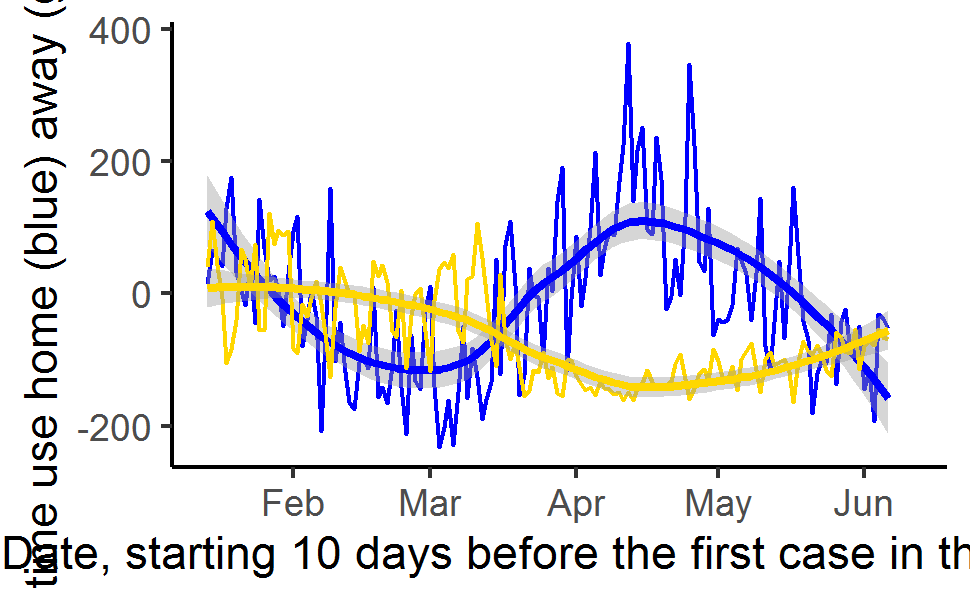 time use home (blue) away (
400
200
0
-200
Feb Mar Apr May Jun
Date, starting 10 days before the first case in th